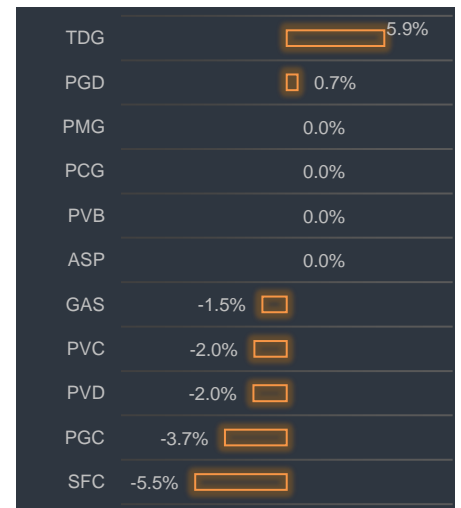 TDG 5.9%
PGD 0.7%
PMG 0.0%
PCG 0.0%
PVB 0.0%
ASP 0.0%
GAS -1.5%
PVC -2.0%
PVD -2.0%
PGC -3.7%
SFC -5.5%